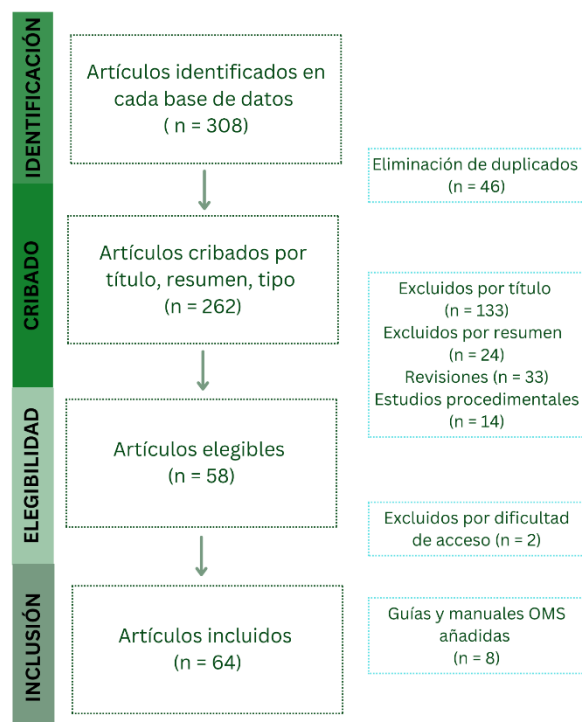 IDENTIFICACIÓN
Artículos identificados en
cada base de datos
( n = 308)
Eliminación de duplicados
(n = 46)
CRIBADO
Artículos cribados por
título, resumen, tipo
n = 262)
Excluidos por título
(n = 133)
Excluidos por resumen
(n = 24)
Revisiones (n = 33)
Estudios procedimentales
(n = 14)
ELEGIBILIDAD
Artículos elegibles
(n = 58)
Excluidos por dificultad
de acceso (n = 2)
INCLUSIÓN
Artículos incluidos
(n = 64)
Guías y manuales OMS
añadidas
(n = 8)